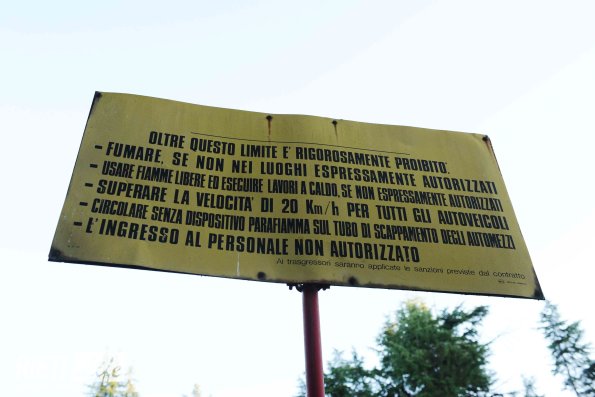 OLTRE QUESTO LIMITE E' RIGOROSAMENTE PROIBITO:
- FUMARE, SE NON NEI LUOGHI ESPRESSAMENTE AUTORIZZATI
- USARE FIAMME LIBERE ED ESEGUIRE LAVORI A CALDO, SE NON ESPRESSAMENTE AUTORIZZATI
- SUPERARE LA VELOCITA' DI 20 Km/h PER TUTTI GLI AUTOVEICOLI
- CIRCOLARE SENZA DISPOSITIVO PARAFIAMMA SUL TUBO DI SCAPPAMENTO DEGLI AUTOMEZZI
- L'INGRESSO AL PERSONALE NON AUTORIZZATO
Ai trasgressori saranno applicate le sanzioni previste dal contratto